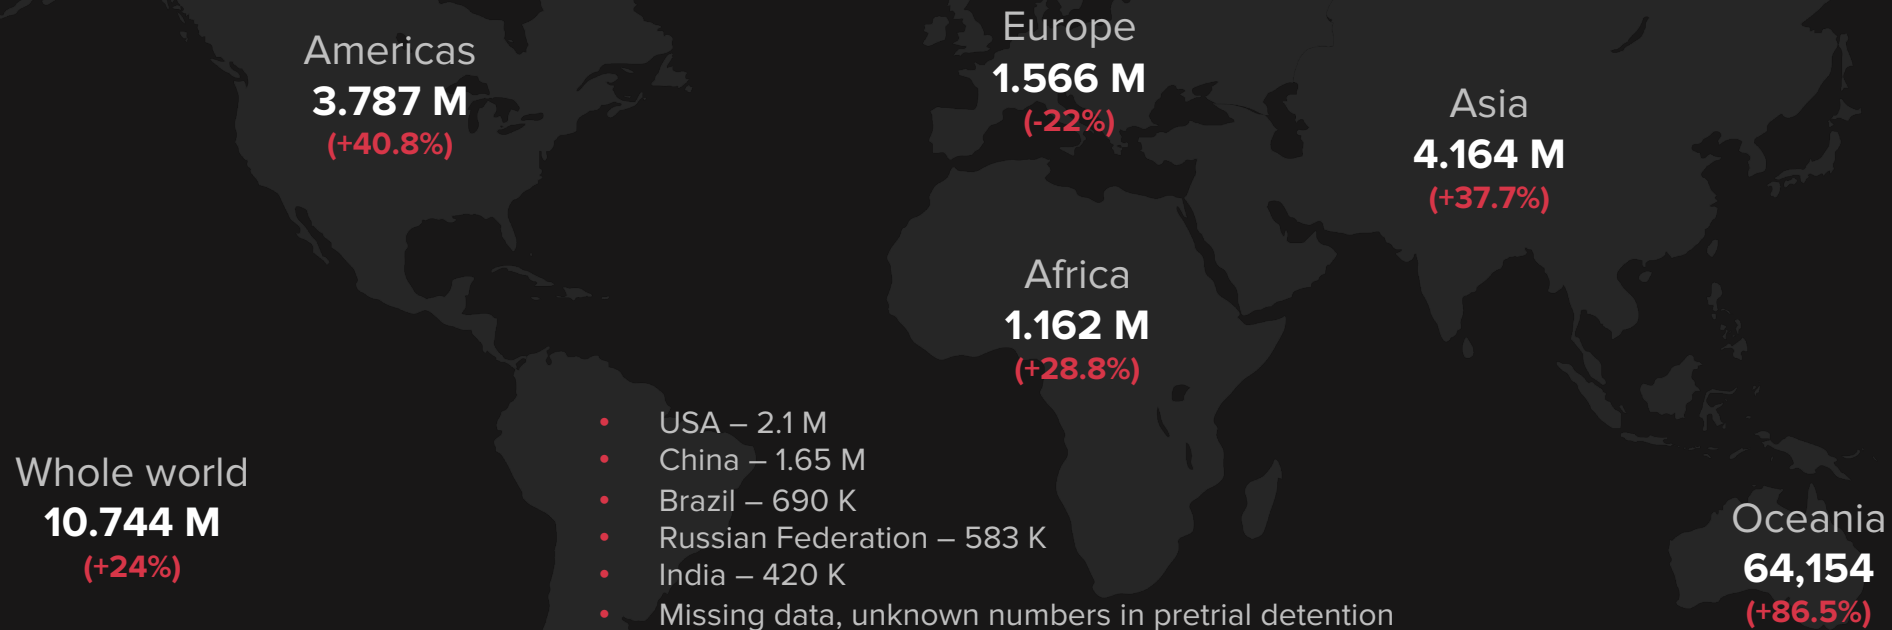 Americas
3.787 M
(+40.8%)
Europe
1.566 M
(-22%)
Asia
4.164 M
(+37.7%)
Africa
1.162 M
(+28.8%)
Whole world
10.744 M
(+24%)
• USA – 2.1 M
• China – 1.65 M
• Brazil – 690 K
• Russian Federation – 583 K
• India – 420 K
• Missing data, unknown numbers in pretrial detention
Oceania
64,154
(+86.5%)